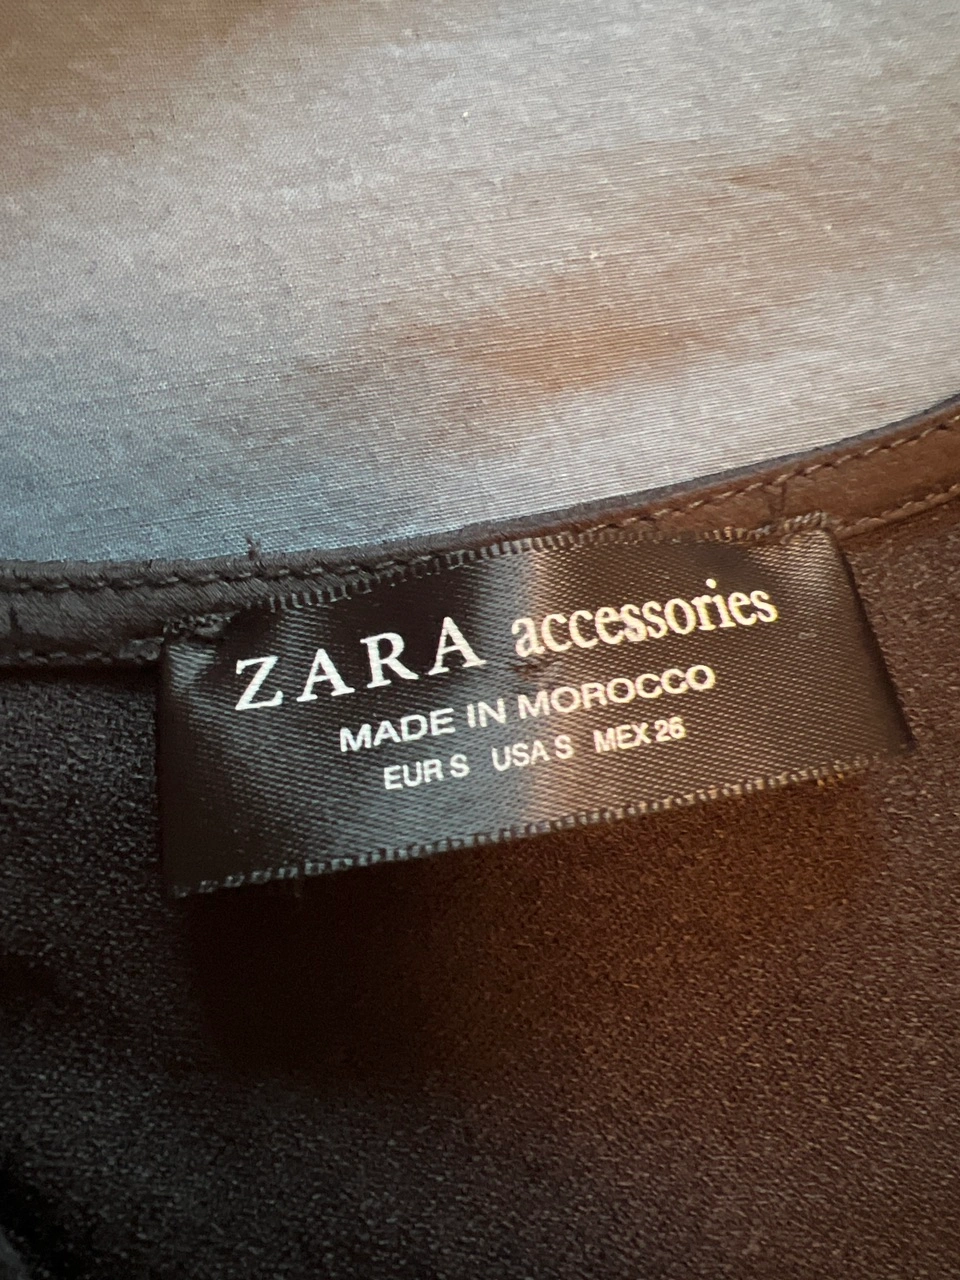 ZARA accessories
MADE IN MOROCCO
EUR S USA S MEX 26